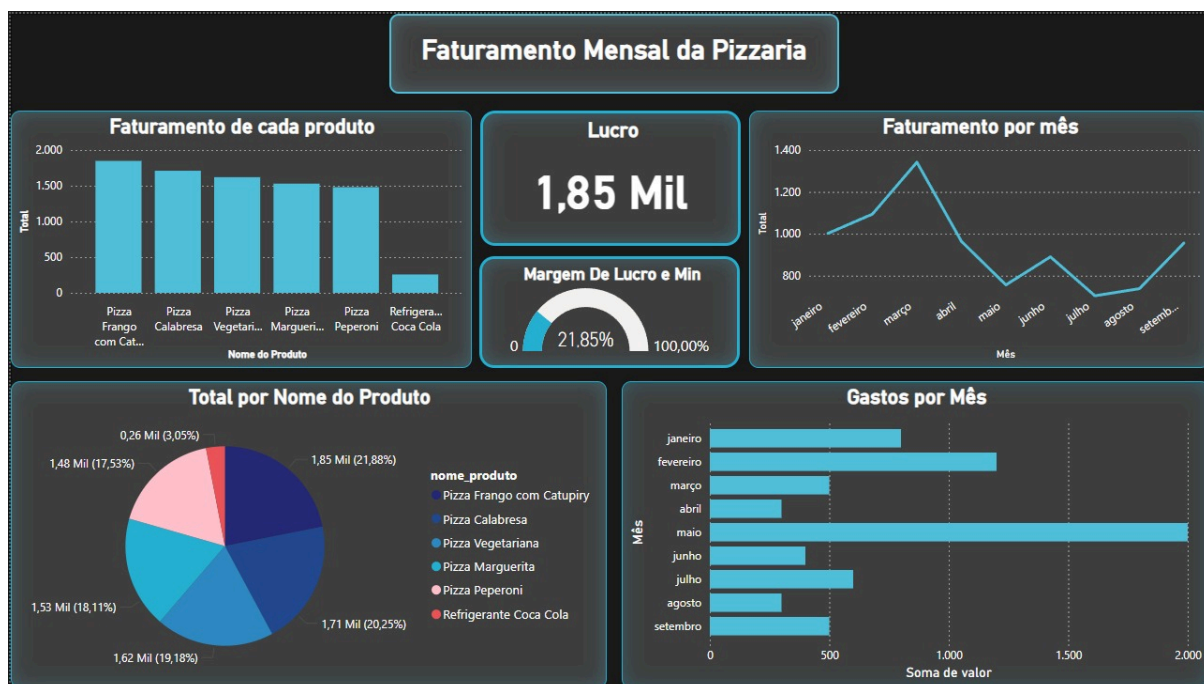 Faturamento Mensal da Pizzaria
Faturamento de cada produto
Total
2.000
1.500
1.000
500
0
Pizza Frango com Cat...
Pizza Calabresa
Pizza Vegetari...
Pizza Margueri...
Pizza Peperoni
Refrigera... Coca Cola
Nome do Produto
Lucro
1,85 Mil
Margem De Lucro e Min
0
21,85%
100,00%
Faturamento por mês
Total
1.400
1.200
1.000
800
janeiro
fevereiro
março
abril
maio
junho
julho
agosto
setemb...
Mês
Total por Nome do Produto
0,26 Mil (3,05%)
1,48 Mil (17,53%)
1,85 Mil (21,88%)
1,53 Mil (18,11%)
1,71 Mil (20,25%)
1,62 Mil (19,18%)
nome_produto
Pizza Frango com Catupiry
Pizza Calabresa
Pizza Vegetariana
Pizza Marguerita
Pizza Peperoni
Refrigerante Coca Cola
Gastos por Mês
Mês
janeiro
fevereiro
março
abril
maio
junho
julho
agosto
setembro
0
500
1.000
1.500
2.000
Soma de valor